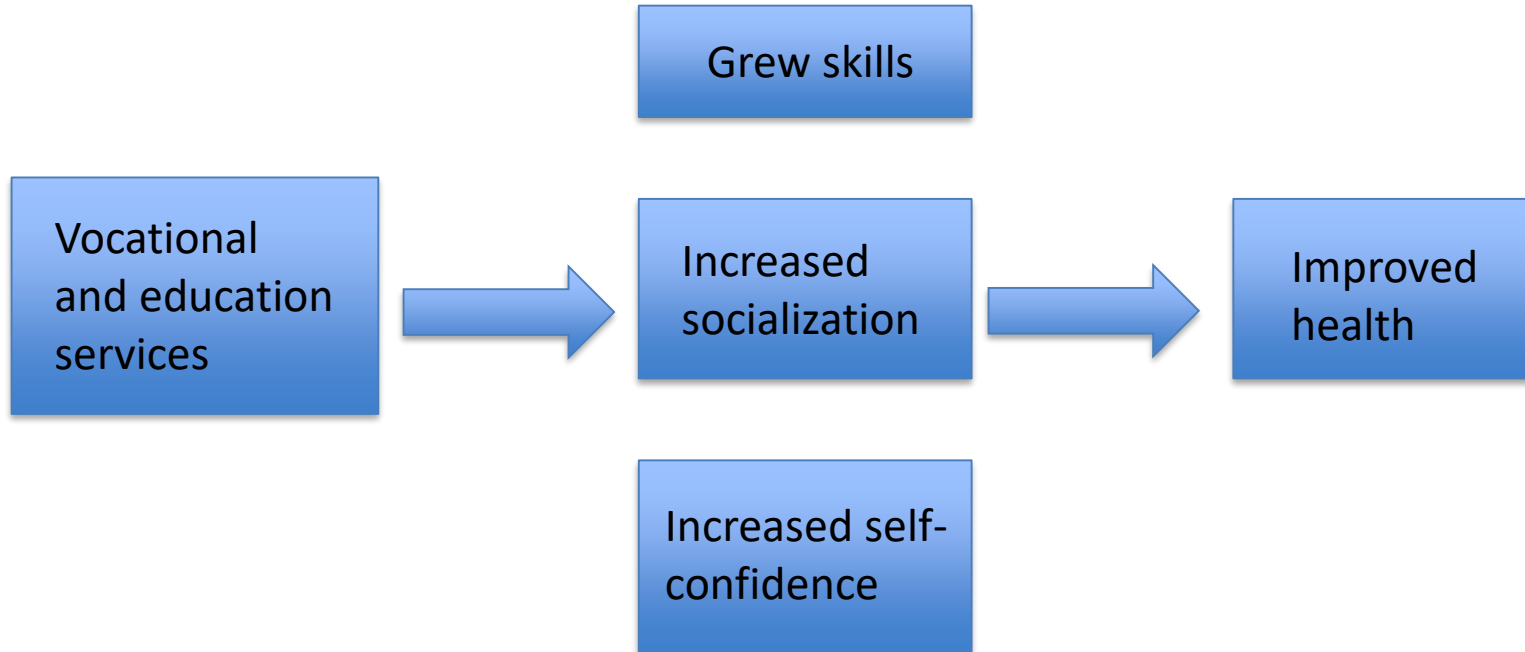 Grew skills
Vocational
and education
services
Increased
socialization
Improved
health
Increased self-
confidence